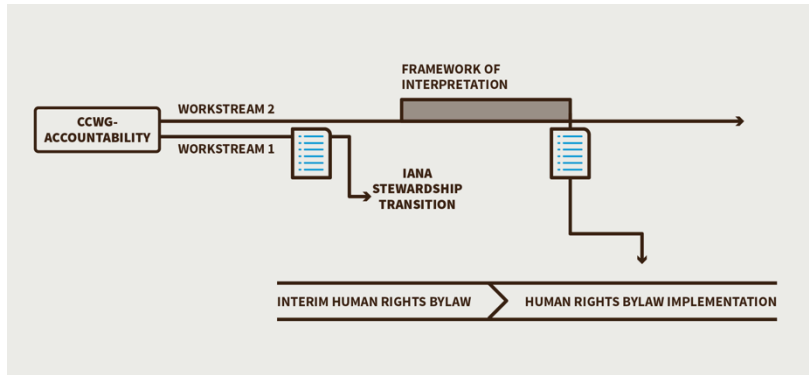 FRAMEWORK OF
INTERPRETATION
CCWG-
ACCOUNTABILITY
WORKSTREAM 2
WORKSTREAM 1
IANA
STEWARDSHIP
TRANSITION
INTERIM HUMAN RIGHTS BYLAW
HUMAN RIGHTS BYLAW IMPLEMENTATION